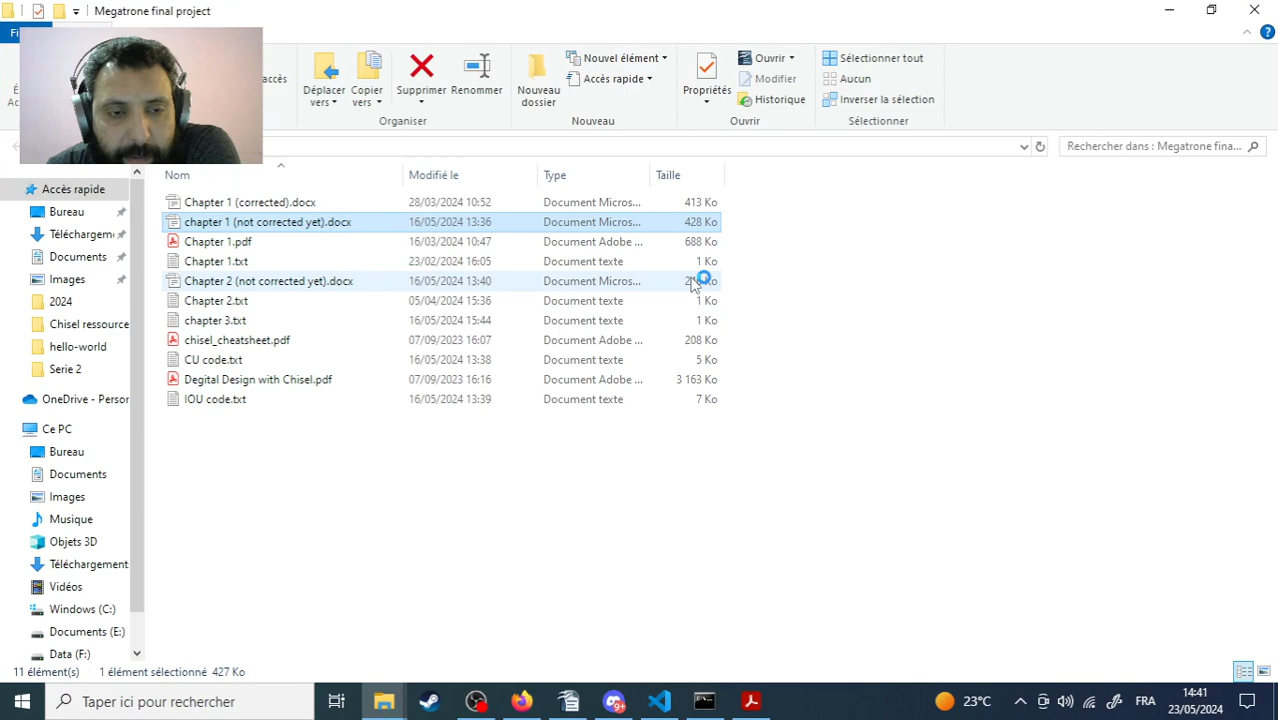 Megatrone final project
Fi
accès
Déplacer vers
Copier vers
Supprimer
Renommer
Organiser
Nouveau dossier
Nouvel élément
Accès rapide
Nouveau
Propriétés
Ouvrir
Modifier
Historique
Ouvrir
Sélectionner tout
Aucun
Inverser la sélection
Sélectionner
Rechercher dans : Megatrone fina...
Nom Modifié le Type Taille
Chapter 1 (corrected).docx 28/03/2024 10:52 Document Micros... 413 Ko
chapter 1 (not corrected yet).docx 16/05/2024 13:36 Document Micros... 428 Ko
Chapter 1.pdf 16/03/2024 10:47 Document Adobe ... 688 Ko
Chapter 1.txt 23/02/2024 16:05 Document texte 1 Ko
Chapter 2 (not corrected yet).docx 16/05/2024 13:40 Document Micros... Ko
Chapter 2.txt 05/04/2024 15:36 Document texte 1 Ko
chapter 3.txt 16/05/2024 15:44 Document texte 1 Ko
chisel_cheatsheet.pdf 07/09/2023 16:07 Document Adobe ... 208 Ko
CU code.txt 16/05/2024 13:38 Document texte 5 Ko
Degital Design with Chisel.pdf 07/09/2023 16:16 Document Adobe ... 3 163 Ko
IOU code.txt 16/05/2024 13:39 Document texte 7 Ko
Accès rapide
Bureau
Téléchargem
Documents
Images
2024
Chisel ressource
hello-world
Serie 2
OneDrive - Person
Ce PC
Bureau
Documents
Images
Musique
Objets 3D
Téléchargement
Vidéos
Windows (C:)
Documents (E:)
Data (F:)
11 élément(s) 1 élément sélectionné 427 Ko
Taper ici pour rechercher
9+
23°C
FRA
14:41
23/05/2024